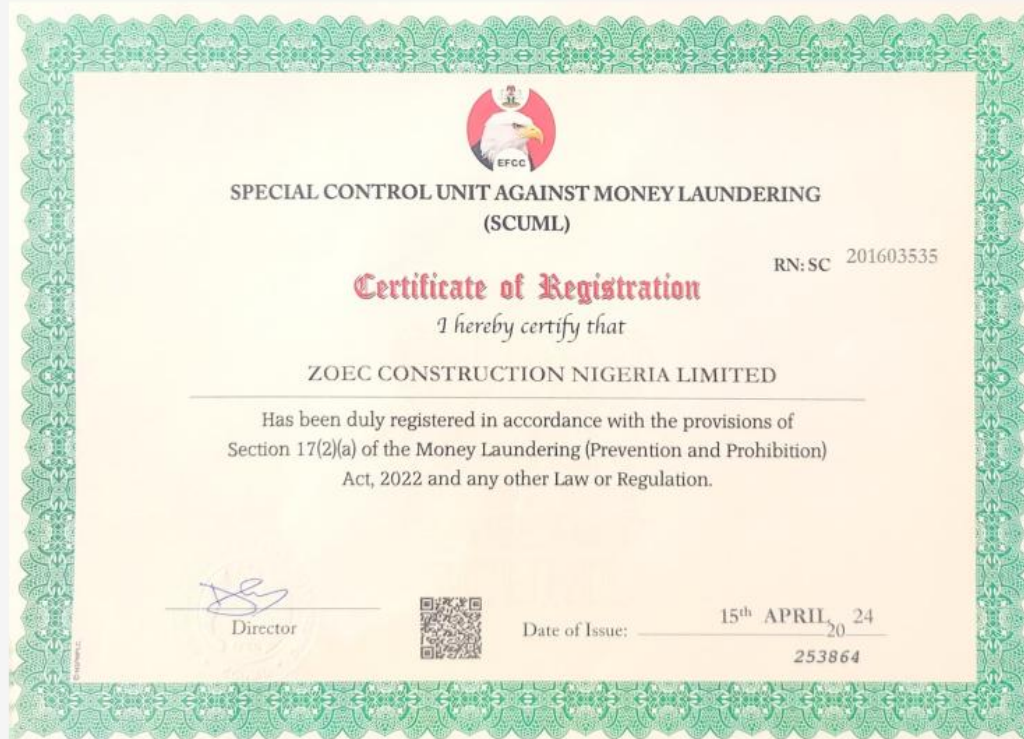 EFCC
SPECIAL CONTROL UNIT AGAINST MONEY LAUNDERING
(SCUML)
RN: SC 201603535
Certificate of Registration
I hereby certify that
ZOEC CONSTRUCTION NIGERIA LIMITED
Has been duly registered in accordance with the provisions of
Section 17(2)(a) of the Money Laundering (Prevention and Prohibition)
Act, 2022 and any other Law or Regulation.
Director
Date of Issue: 15th APRIL, 20 24
253864